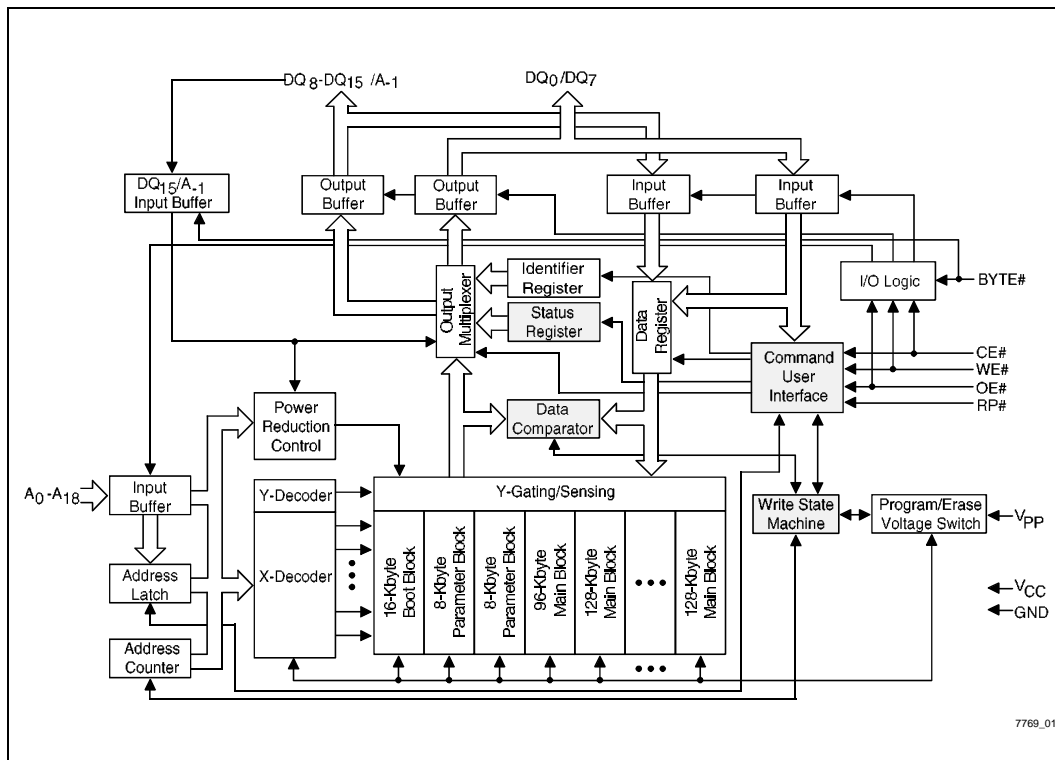 DQ8-DQ15 /A-1
DQ0/DQ7
DQ15/A-1
Input Buffer
Output
Buffer
Output
Buffer
Input
Buffer
Input
Buffer
I/O Logic
BYTE#
Output
Multiplexer
Identifier
Register
Status
Register
Data
Register
Command
User
Interface
CE#
WE#
OE#
RP#
Power
Reduction
Control
Data
Comparator
A0-A18
Input
Buffer
Y-Decoder
Y-Gating/Sensing
Write State
Machine
Program/Erase
Voltage Switch
VPP
Address
Latch
X-Decoder
16-Kbyte
Boot Block
8-Kbyte
Parameter Block
8-Kbyte
Parameter Block
96-Kbyte
Main Block
128-Kbyte
Main Block
128-Kbyte
Main Block
VCC
GND
Address
Counter
7769_01